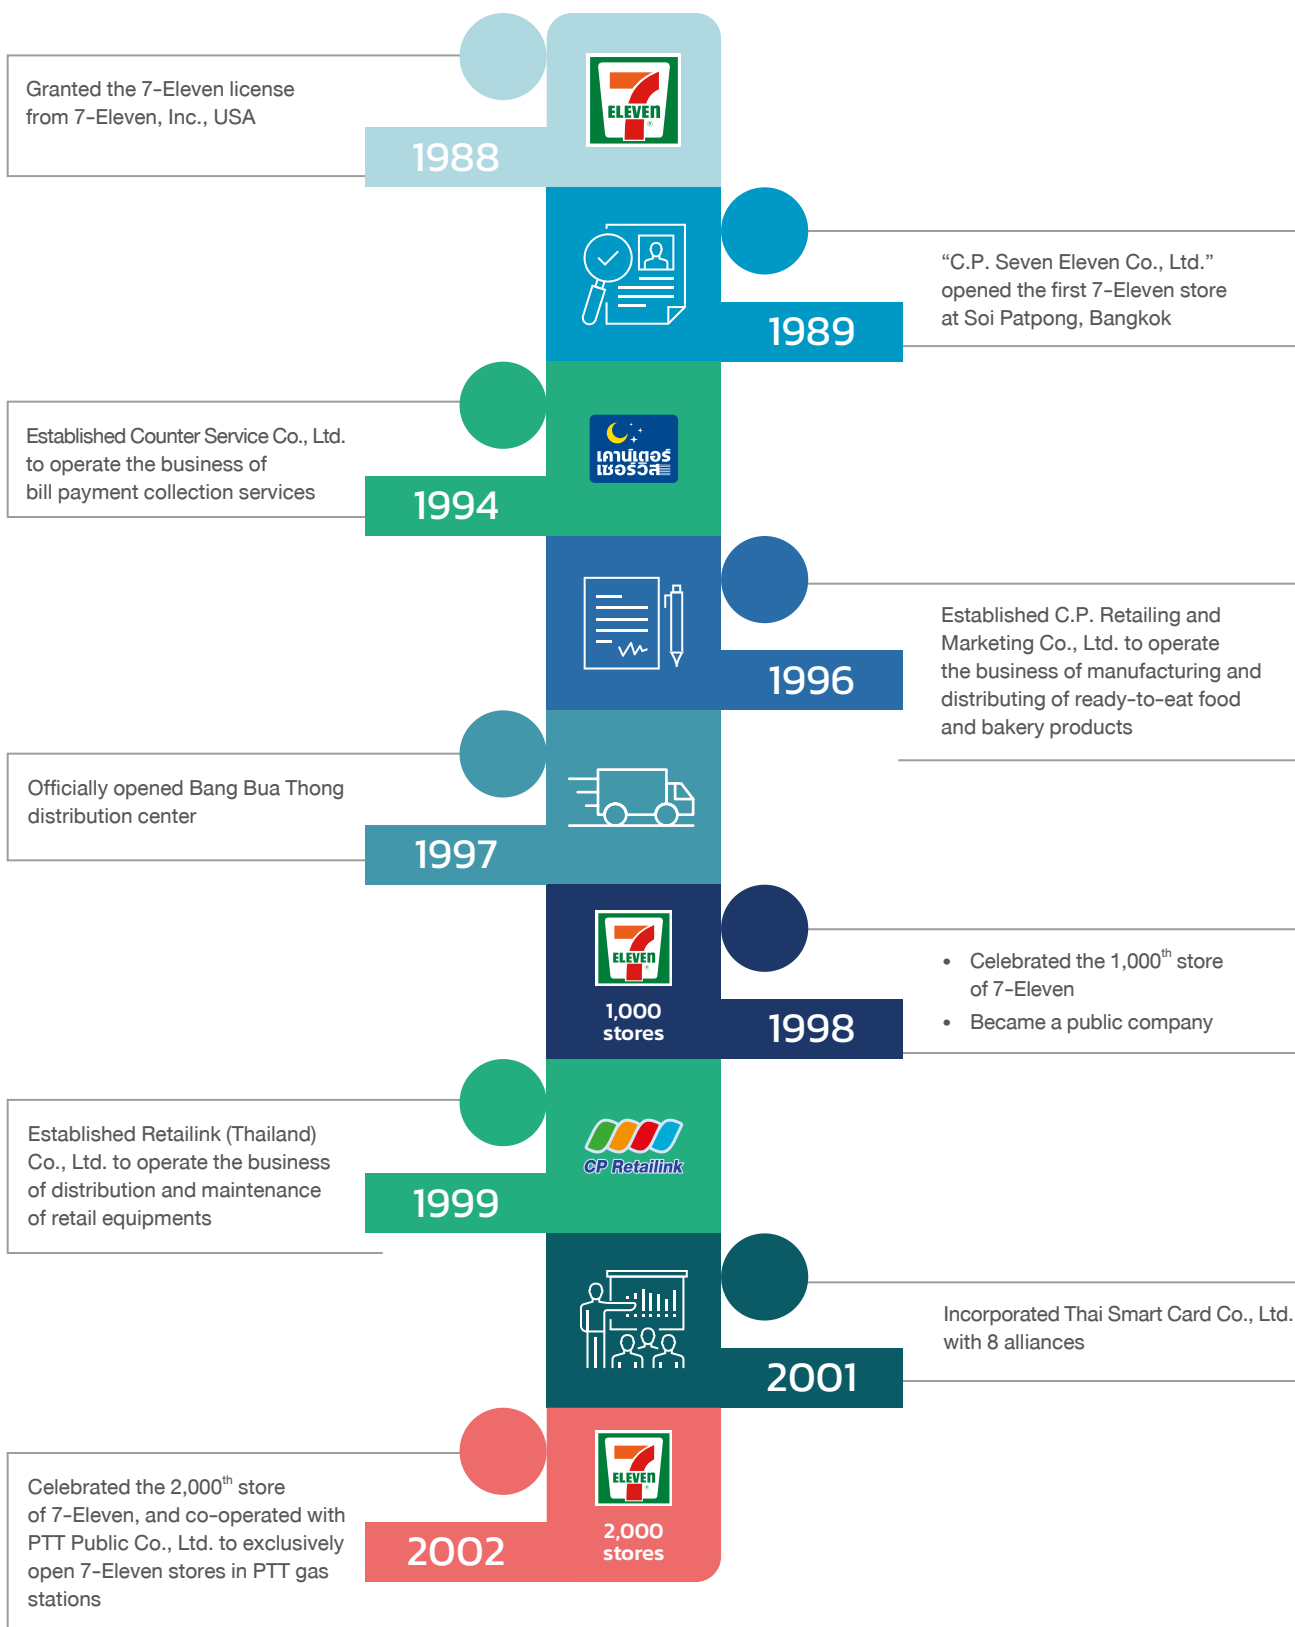 Granted the 7-Eleven license
from 7-Eleven, Inc., USA
7
ELEVEN
®
1988
"C.P. Seven Eleven Co., Ltd."
opened the first 7-Eleven store
at Soi Patpong, Bangkok
1989
Established Counter Service Co., Ltd.
to operate the business of
bill payment collection services
เคาน์เตอร์
เซอร์วิส
1994
Established C.P. Retailing and
Marketing Co., Ltd. to operate
the business of manufacturing and
distributing of ready-to-eat food
and bakery products
1996
Officially opened Bang Bua Thong
distribution center
1997
7
ELEVEN
®
1,000
stores
1998
• Celebrated the 1,000th store
of 7-Eleven
• Became a public company
Established Retailink (Thailand)
Co., Ltd. to operate the business
of distribution and maintenance
of retail equipments
CP Retailink
1999
Incorporated Thai Smart Card Co., Ltd.
with 8 alliances
2001
Celebrated the 2,000th store
of 7-Eleven, and co-operated with
PTT Public Co., Ltd. to exclusively
open 7-Eleven stores in PTT gas
stations
7
ELEVEN
®
2,000
stores
2002